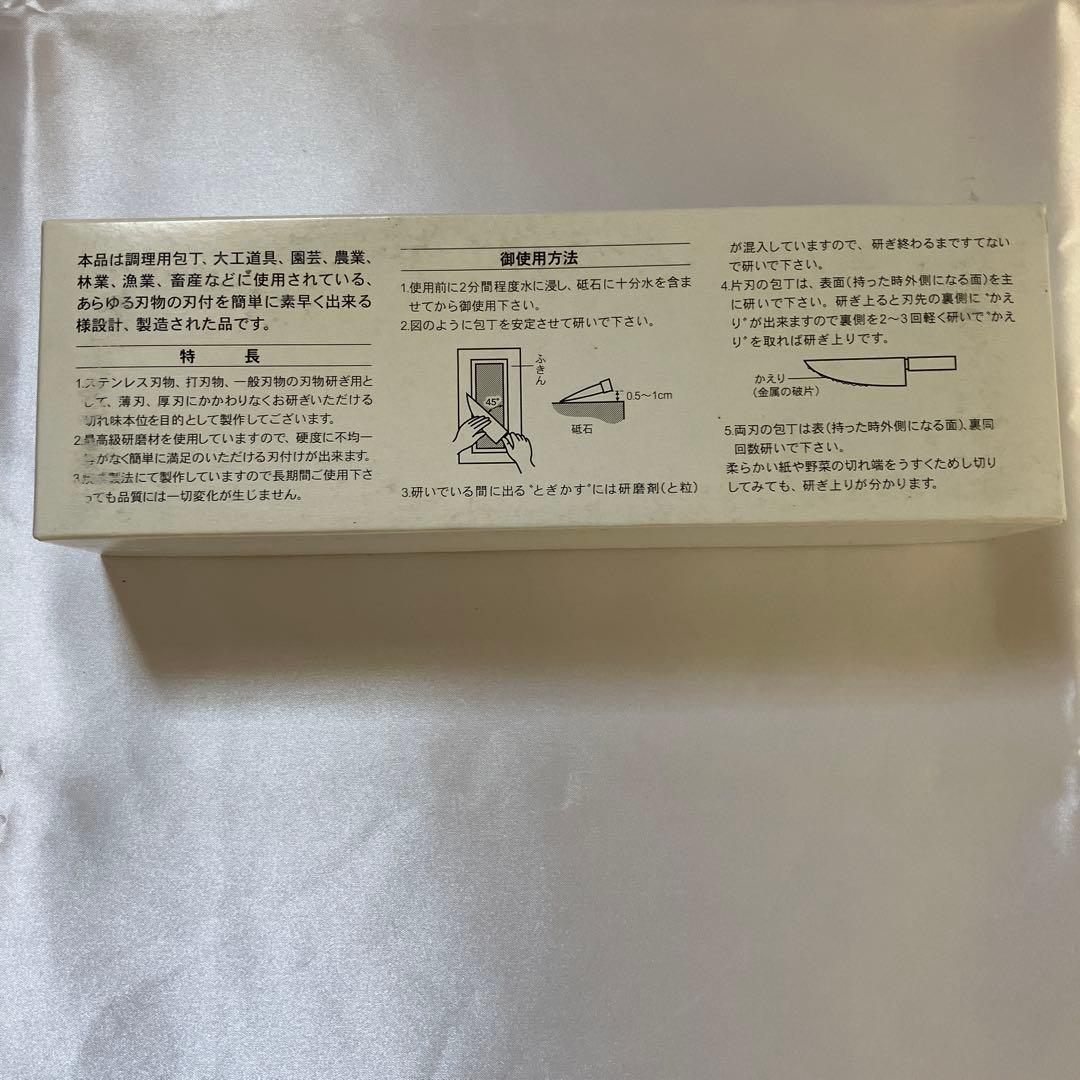 本品は調理用包丁、大工道具、園芸、農業、
林業、漁業、畜産などに使用されている、
あらゆる刃物の刃付を簡単に素早く出来る
様設計、製造された品です。
特 長
1.ステンレス刃物、打刃物、一般刃物の刃物研ぎ用と
して、薄刃、厚刃にかかわりなくお研ぎいただける
切れ味本位を目的として製作してございます。
2.最高級研磨材を使用していますので、硬度に不均一
がなく簡単に満足のいただける刃付けが出来ます。
3.製法にて製作していますので長期間ご使用下さ
っても品質には一切変化が生じません。
御使用方法
1.使用前に2分間程度水に浸し、砥石に十分水を含ま
せてから御使用下さい。
2.図のように包丁を安定させて研いで下さい。
ふきん
45°
0.5〜1cm
砥石
3.研いでいる間に出る"とぎかす"には研磨剤(と粒)
が混入していますので、研ぎ終わるまですてない
で研いで下さい。
4.片刃の包丁は、表面(持った時外側になる面)を主
に研いで下さい。研ぎ上ると刃先の裏側に"かえ
り"が出来ますので裏側を2〜3回軽く研いで"かえ
り"を取れば研ぎ上りです。
かえり
(金属の破片)
5.両刃の包丁は表(持った時外側になる面)、裏同
回数研いで下さい。
柔らかい紙や野菜の切れ端をうすくためし切り
してみても、研ぎ上りが分かります。